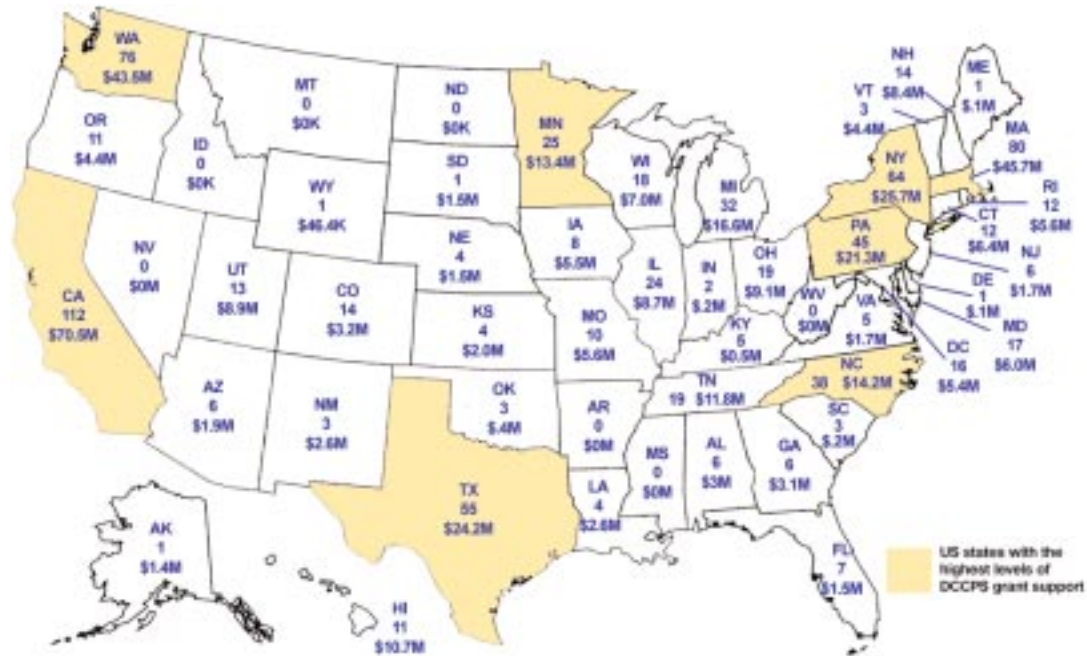 WA
76
$43.5M
OR
11
$4.4M
CA
112
$70.5M
ID
0
$0K
NV
0
$0M
MT
0
$0K
WY
1
$46.4K
UT
13
$8.9M
AZ
6
$1.9M
CO
14
$3.2M
NM
3
$2.6M
ND
0
$0K
SD
1
$1.5M
NE
4
$1.5M
KS
4
$2.0M
OK
3
$.4M
TX
55
$24.2M
MN
25
$13.4M
IA
8
$5.5M
MO
10
$5.6M
AR
0
$0M
LA
4
$2.6M
WI
18
$7.0M
IL
24
$8.7M
MI
32
$16.6M
IN
2
$.2M
OH
19
$9.1M
KY
5
$0.5M
TN
19 $11.8M
MS
0
$0M
AL
6
$3M
GA
6
$3.1M
FL
7
$1.5M
SC
3
$.2M
NC
38 $14.2M
VA
5
$1.7M
WV
0
$0M
PA
45
$21.3M
NY
64
$25.7M
VT
3
$4.4M
NH
14
$8.4M
ME
1
$.1M
MA
80
$45.7M
RI
12
$5.6M
CT
12
$6.4M
NJ
6
$1.7M
DE
1
$.1M
MD
17
$6.0M
DC
16
$5.4M
AK
1
$1.4M
HI
11
$10.7M
US states with the
highest levels of
DCCPS grant support